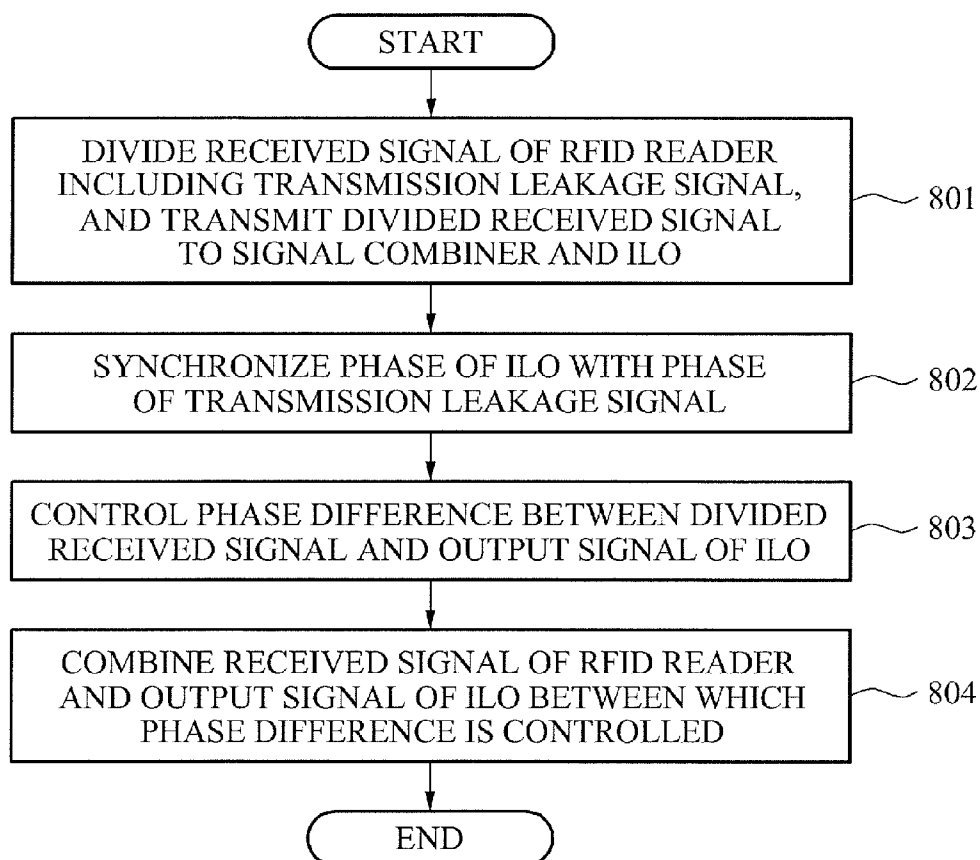 START
DIVIDE RECEIVED SIGNAL OF RFID READER
INCLUDING TRANSMISSION LEAKAGE SIGNAL,
AND TRANSMIT DIVIDED RECEIVED SIGNAL
TO SIGNAL COMBINER AND ILO
801
SYNCHRONIZE PHASE OF ILO WITH PHASE
OF TRANSMISSION LEAKAGE SIGNAL
802
CONTROL PHASE DIFFERENCE BETWEEN DIVIDED
RECEIVED SIGNAL AND OUTPUT SIGNAL OF ILO
803
COMBINE RECEIVED SIGNAL OF RFID READER
AND OUTPUT SIGNAL OF ILO BETWEEN WHICH
PHASE DIFFERENCE IS CONTROLLED
804
END